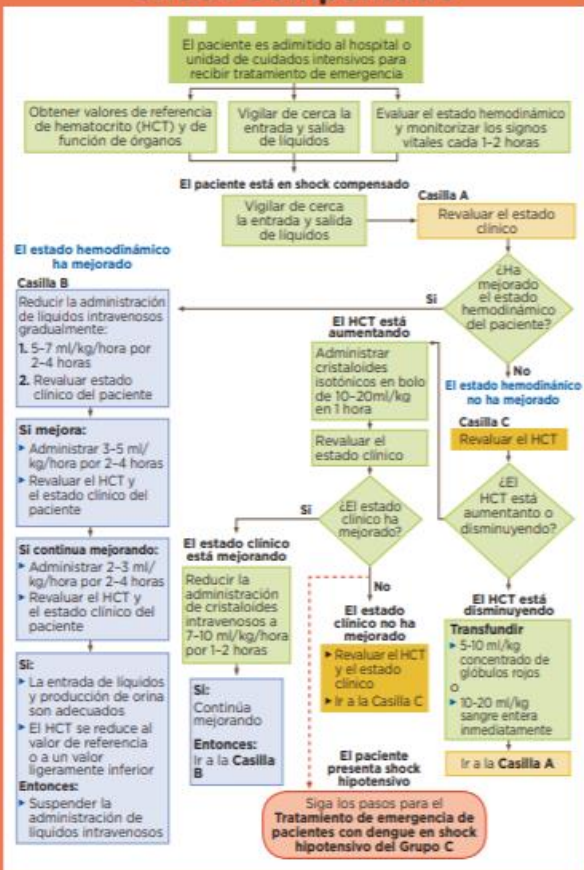 El paciente es admitido al hospital o
unidad de cuidados intensivos para
recibir tratamiento de emergencia
Obtener valores de referencia
de hematocrito (HCT) y de
función de órganos
Vigilar de cerca la
entrada y salida
de líquidos
Evaluar el estado hemodinámico
y monitorizar los signos
vitales cada 1–2 horas
El paciente está en shock compensado
Vigilar de cerca
la entrada y salida
de líquidos
Casilla A
Revaluar el estado
clínico
¿Ha
mejorado
el estado
hemodinámico
del paciente?
Si
El estado hemodinámico
ha mejorado
Casilla B
Reducir la administración
de líquidos intravenosos
gradualmente:
1. 5–7 ml/kg/hora por
2–4 horas
2. Revaluar estado
clínico del paciente
Si mejora:
► Administrar 3–5 ml/
kg/hora por 2–4 horas
► Revaluar el HCT y
el estado clínico del
paciente
Si continua mejorando:
► Administrar 2–3 ml/
kg/hora por 2–4 horas
► Revaluar el HCT y
el estado clínico del
paciente
Si:
► La entrada de líquidos
y producción de orina
son adecuados
► El HCT se reduce al
valor de referencia
o a un valor
ligeramente inferior
Entonces:
► Suspender la
administración de
líquidos intravenosos
No
El estado hemodinánico
no ha mejorado
Casilla C
Revaluar el HCT
¿El
HCT está
aumentanto o
disminuyendo?
El HCT está
aumentando
Administrar
cristaloides
isotónicos en bolo
de 10–20ml/kg
en 1 hora
Revaluar el
estado clínico
¿El estado
clínico ha
mejorado?
Si
El estado clínico
está mejorando
Reducir la
administración
de cristaloides
intravenosos a
7–10 ml/kg/hora
por 1–2 horas
Si:
Continúa
mejorando
Entonces:
Ir a la Casilla
B
No
El estado
clínico no ha
mejorado
► Revaluar el HCT
y el estado
clínico
► Ir a la Casilla C
El HCT está
disminuyendo
Transfundir
► 5-10 ml/kg
concentrado de
glóbulos rojos
O
► 10-20 ml/kg
sangre entera
inmediatamente
Ir a la Casilla A
El paciente
presenta shock
hipotensivo
Siga los pasos para el
Tratamiento de emergencia de
pacientes con dengue en shock
hipotensivo del Grupo C